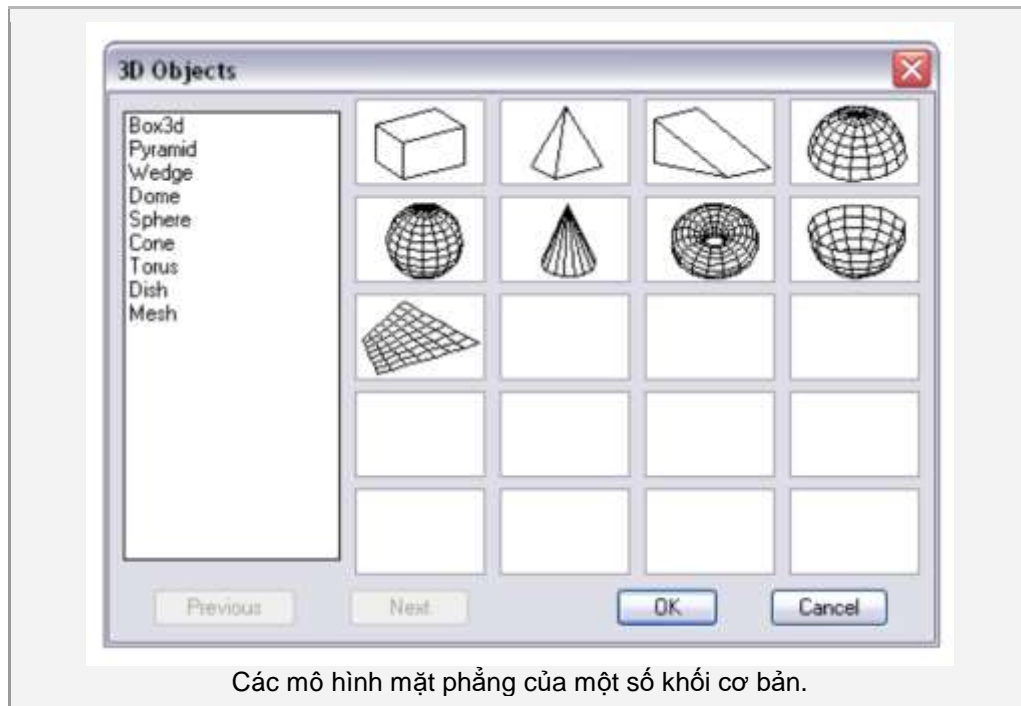 3D Objects
Box3d
Pyramid
Wedge
Dome
Sphere
Cone
Torus
Dish
Mesh
Previous
Next
OK
Cancel
Các mô hình mặt phẳng của một số khối cơ bản.